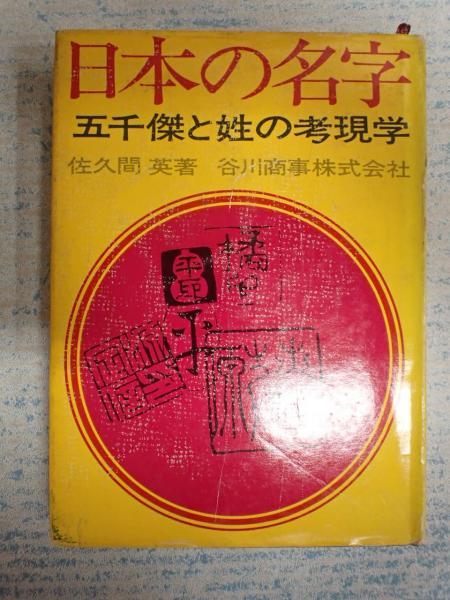 日本の名字
五千傑と姓の考現学
佐久間 英著 谷川商事株式会社